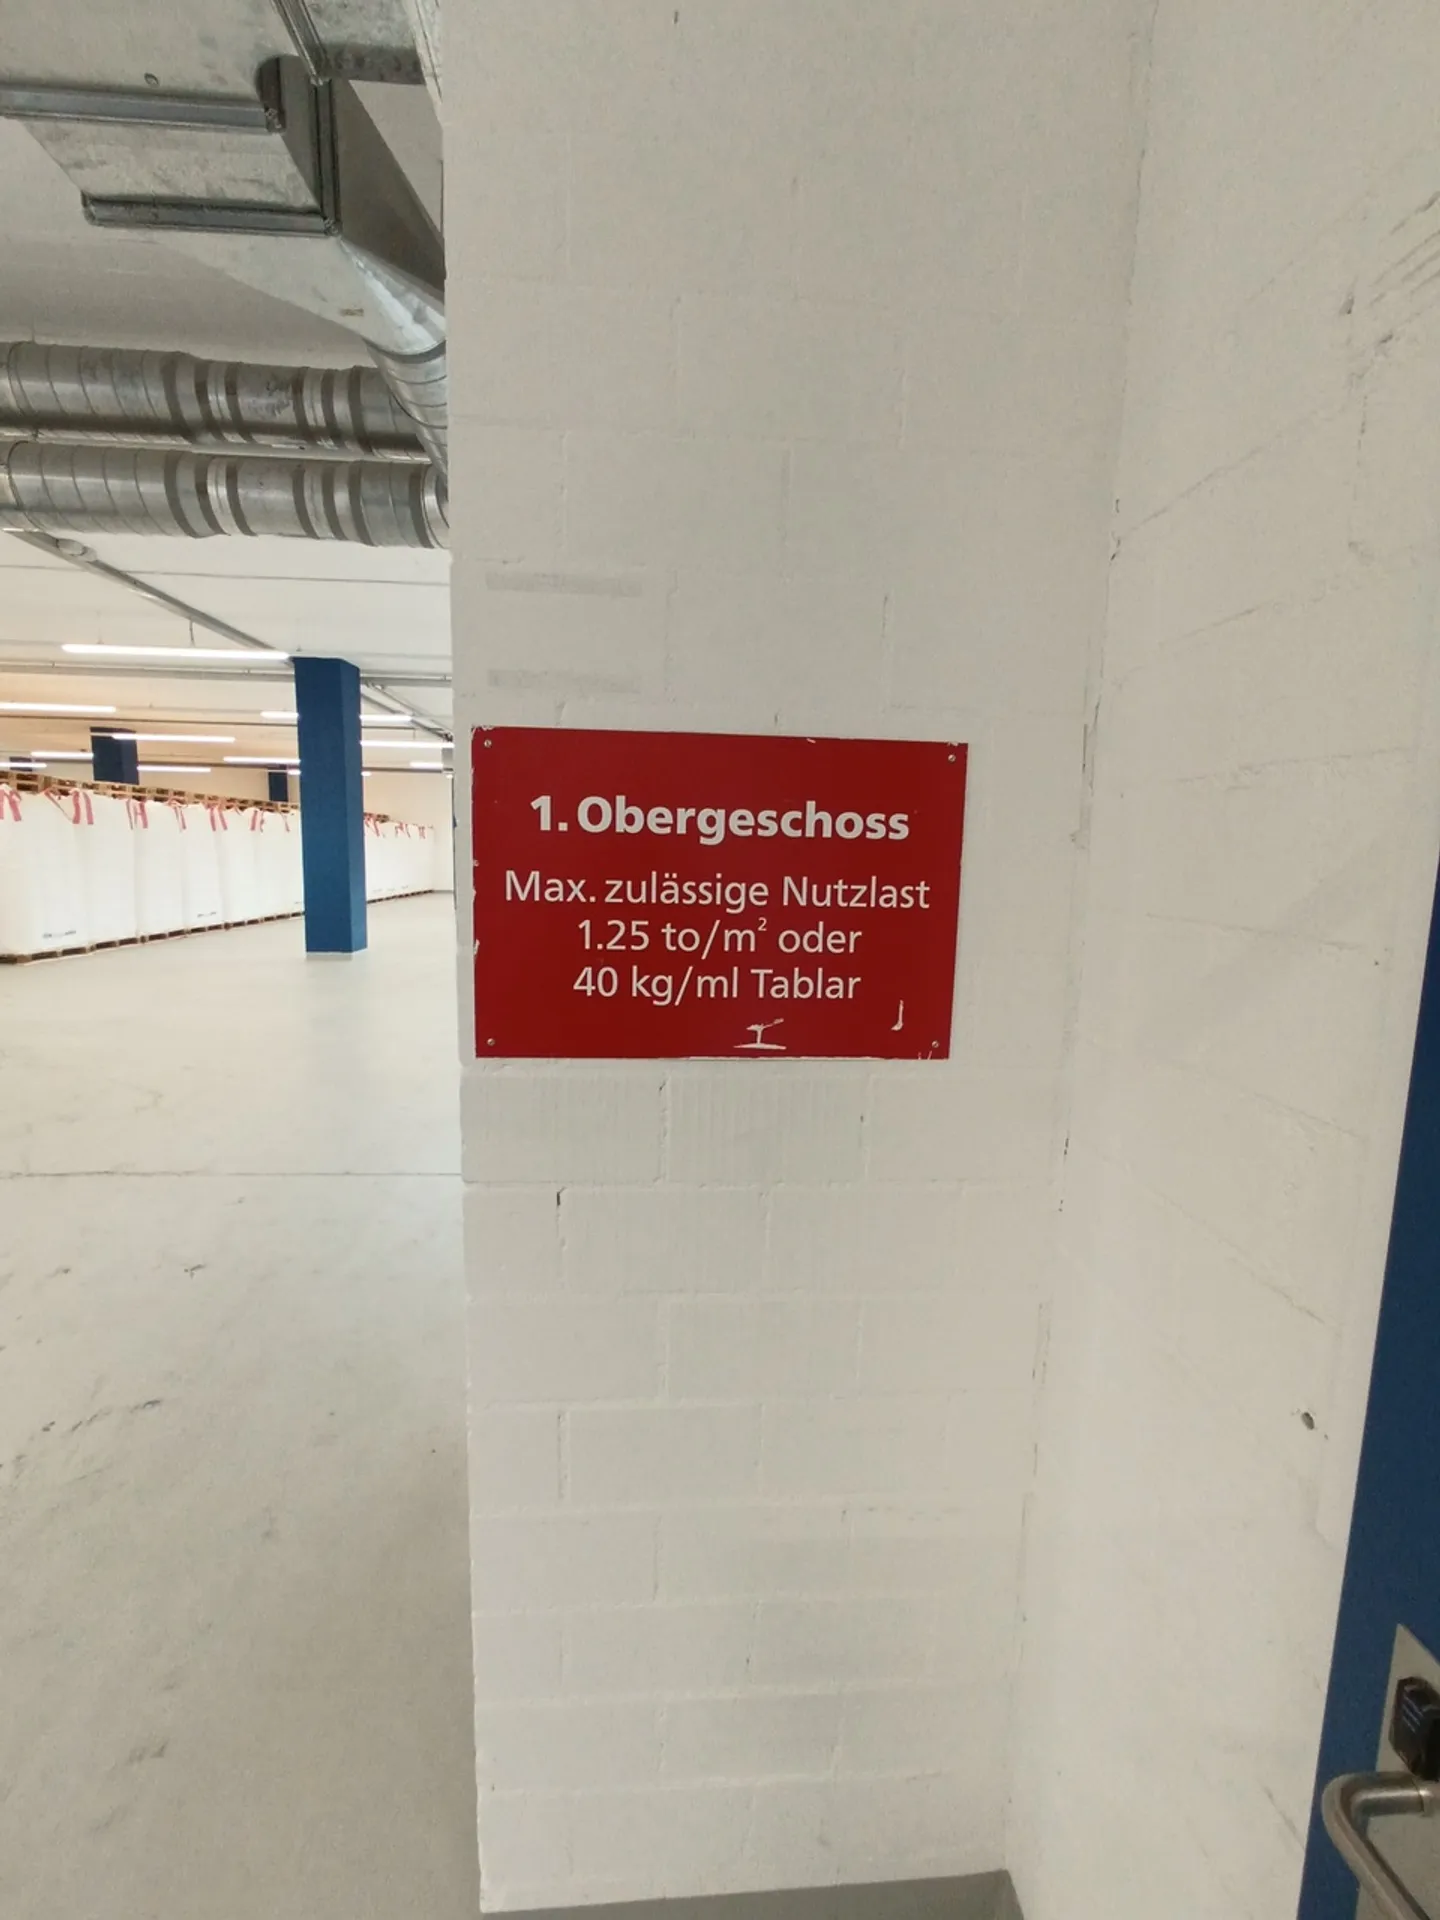 1. Obergeschoss
Max. zulässige Nutzlast
1.25 to/m² oder
40 kg/ml Tablar